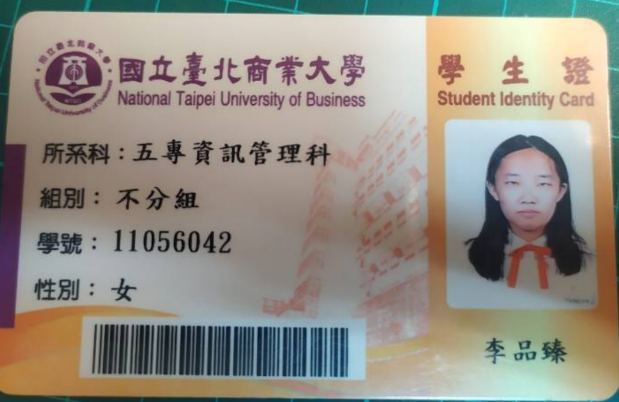 國立臺北商業大學
National Taipei University of Business
學生證
Student Identity Card
所系科：五專資訊管理科
組別：不分組
學號：11056042
性別：女
李品臻